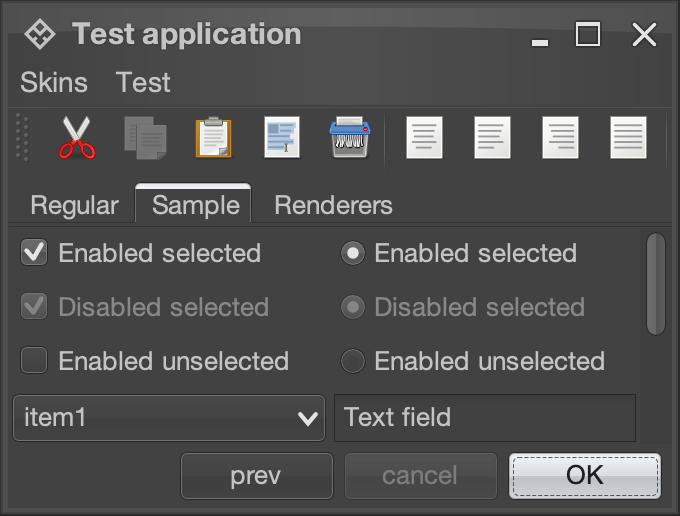 Test application
Skins Test
Regular Sample Renderers
Enabled selected Enabled selected
Disabled selected Disabled selected
Enabled unselected Enabled unselected
item1 Text field
prev cancel OK